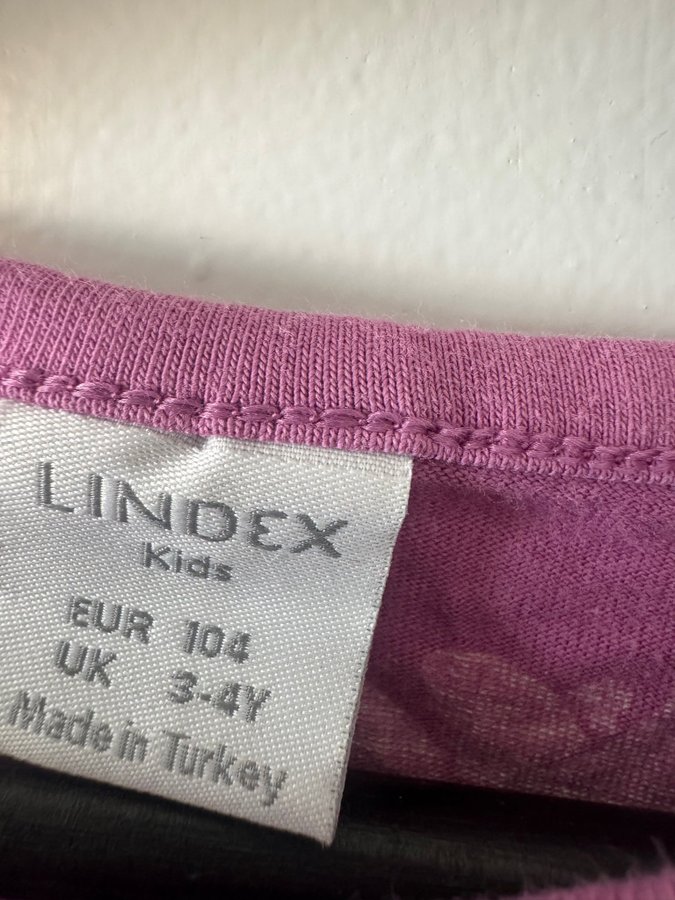 LINDEX
Kids
EUR 104
UK 3-4Y
Made in Turkey